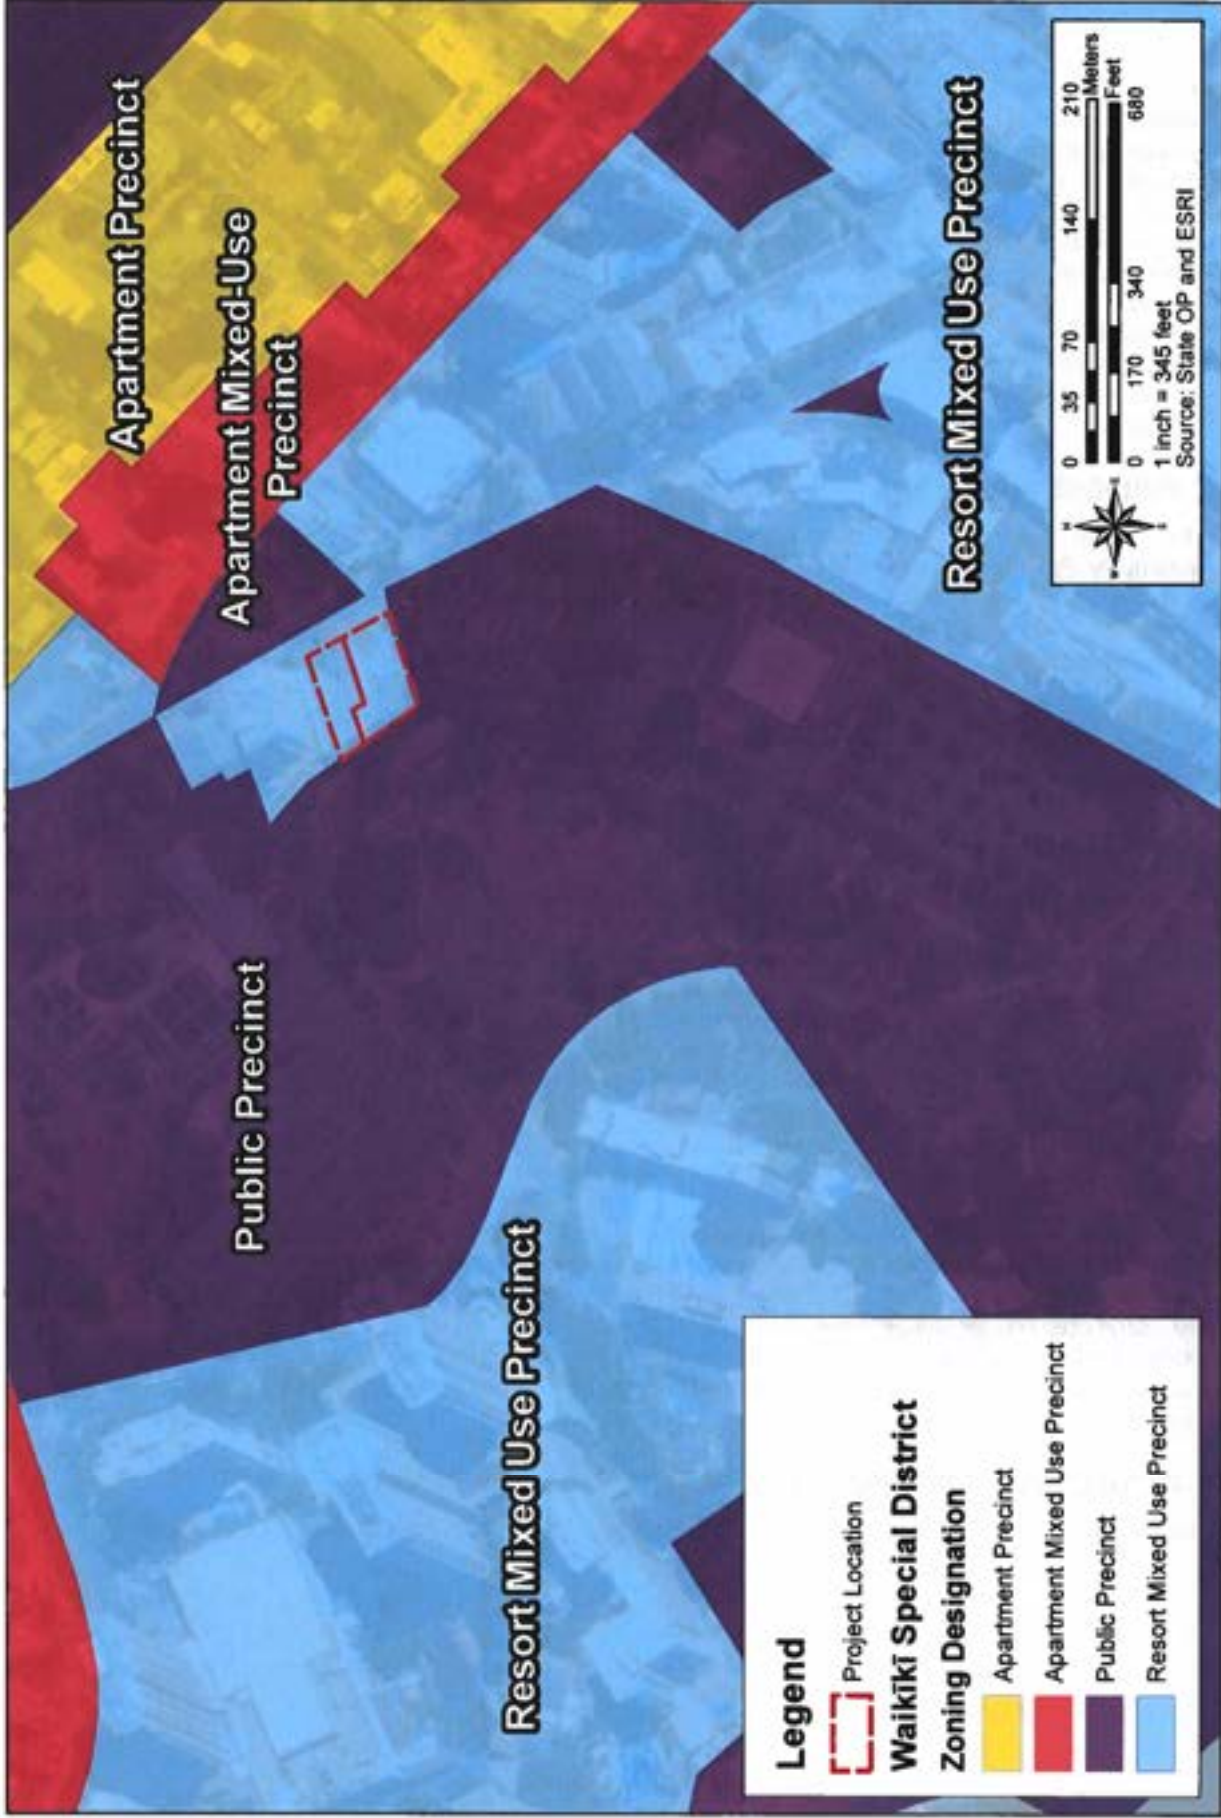 Apartment Precinct
Apartment Mixed-Use
Precinct
Public Precinct
Resort Mixed Use Precinct
Resort Mixed Use Precinct
Legend
Project Location
Waikīkī Special District
Zoning Designation
Apartment Precinct
Apartment Mixed Use Precinct
Public Precinct
Resort Mixed Use Precinct
N
W
E
S
0 35 70 140 210
Meters
Feet
0 170 340 680
1 inch = 345 feet
Source: State OP and ESRI